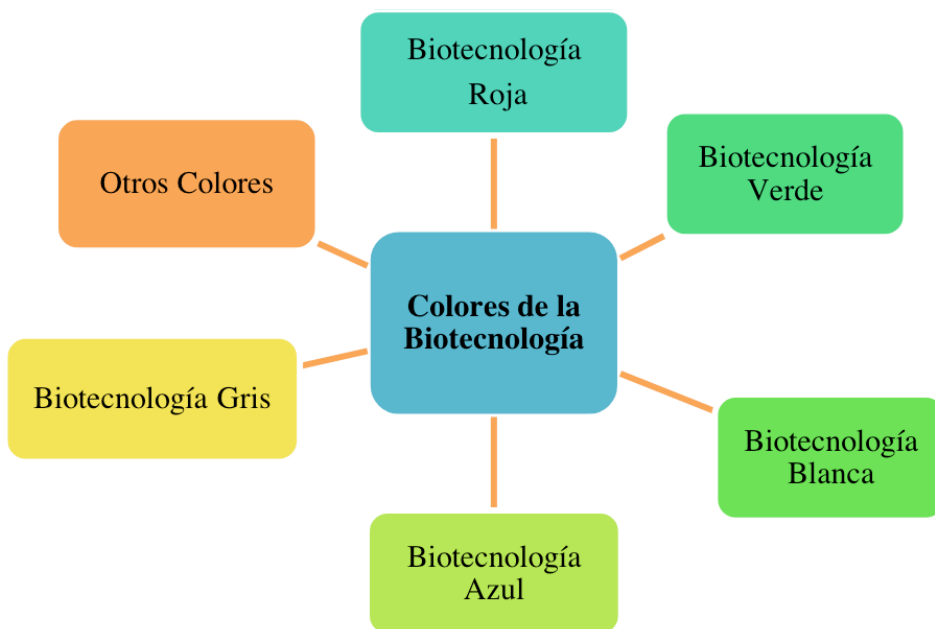 Biotecnología
Roja
Otros Colores
Biotecnología
Verde
Colores de la
Biotecnología
Biotecnología Gris
Biotecnología
Blanca
Biotecnología
Azul